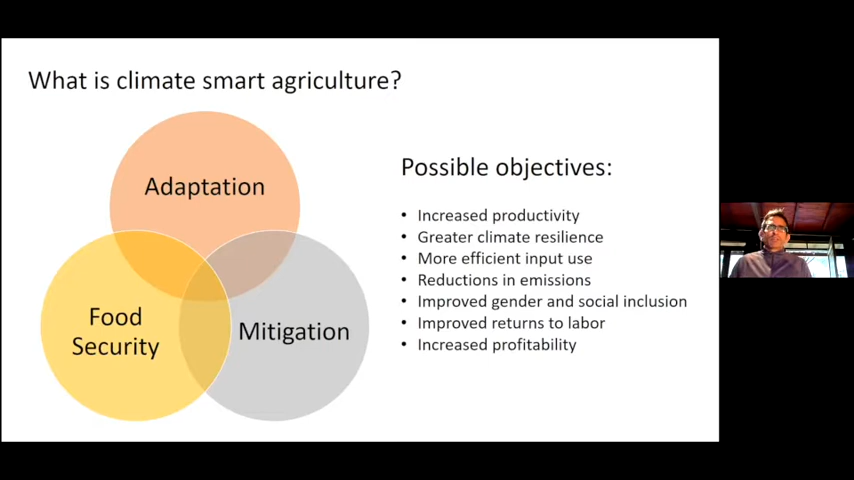 What is climate smart agriculture?
Adaptation
Food
Security
Mitigation
Possible objectives:
• Increased productivity
• Greater climate resilience
• More efficient input use
• Reductions in emissions
• Improved gender and social inclusion
• Improved returns to labor
• Increased profitability